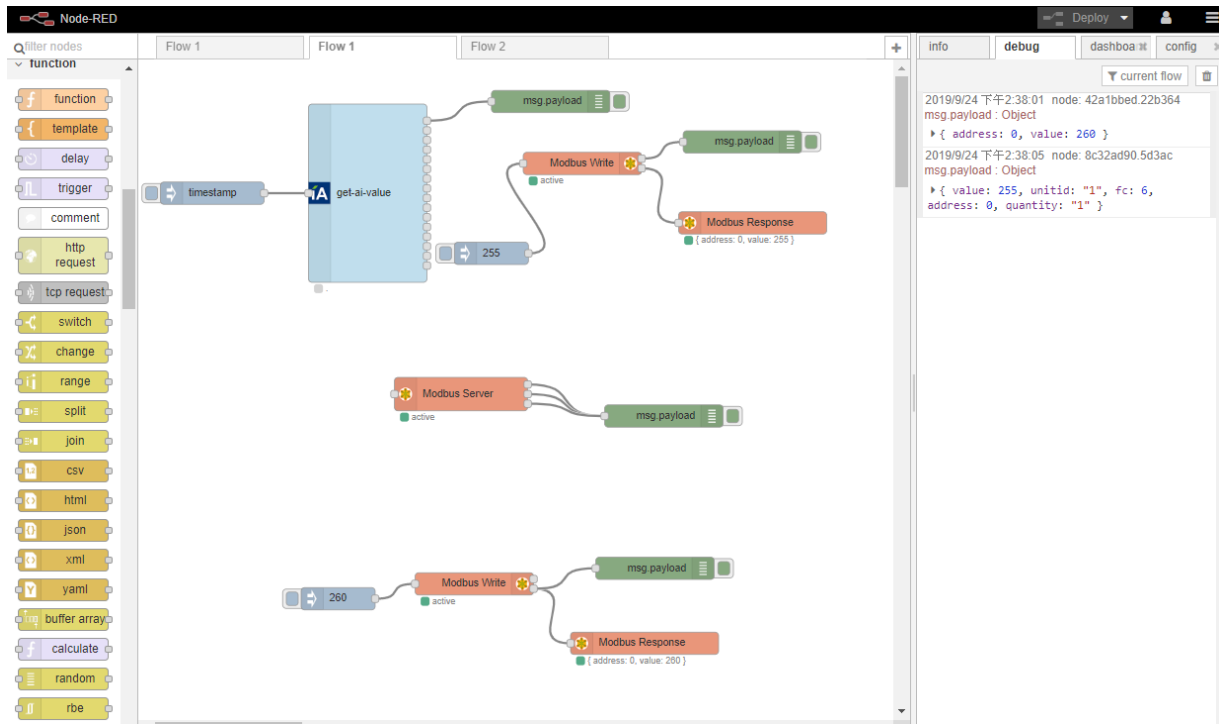 Node-RED
Deploy
filter nodes
Flow 1
Flow 1
Flow 2
info
debug
dashboa
config
function
function
template
delay
trigger
comment
http
request
tcp request
switch
change
range
split
join
csv
html
json
xml
yaml
buffer array
calculate
random
rbe
timestamp
get-ai-value
.
msg.payload
Modbus Write
active
msg.payload
Modbus Response
{ address: 0, value: 255 }
255
Modbus Server
active
msg.payload
260
Modbus Write
active
msg.payload
Modbus Response
{ address: 0, value: 260 }
current flow
2019/9/24 下午2:38:01 node: 42a1bbed.22b364
msg.payload : Object
{ address: 0, value: 260 }
2019/9/24 下午2:38:05 node: 8c32ad90.5d3ac
msg.payload : Object
{ value: 255, unitid: "1", fc: 6,
address: 0, quantity: "1" }